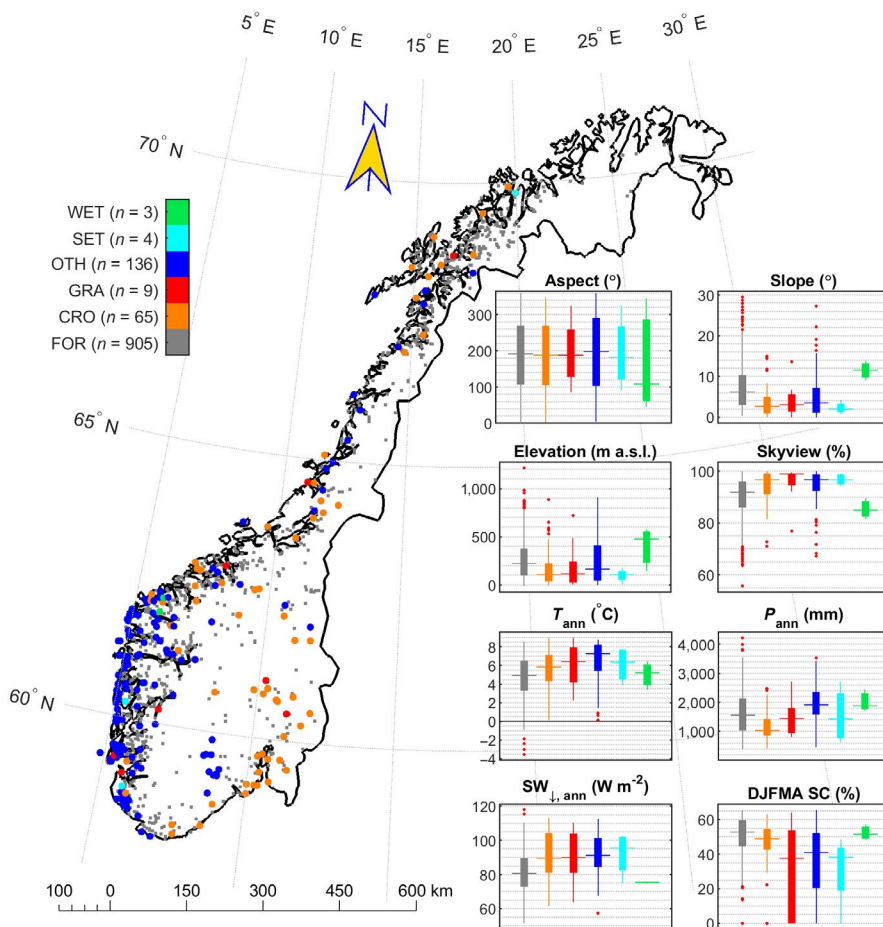 5° E
10° E
15° E
20° E
25° E
30° E
70° N
65° N
60° N
N
WET (n = 3)
SET (n = 4)
OTH (n = 136)
GRA (n = 9)
CRO (n = 65)
FOR (n = 905)
Aspect (°)
300
200
100
0
Slope (°)
30
20
10
0
Elevation (m a.s.l.)
1,000
500
0
Skyview (%)
100
80
60
Tann (°C)
8
6
4
2
0
−2
−4
Pann (mm)
4,000
3,000
2,000
1,000
SW↓, ann (W m-2)
120
100
80
60
DJFMA SC (%)
60
40
20
0
100 0 150 300 450 600 km